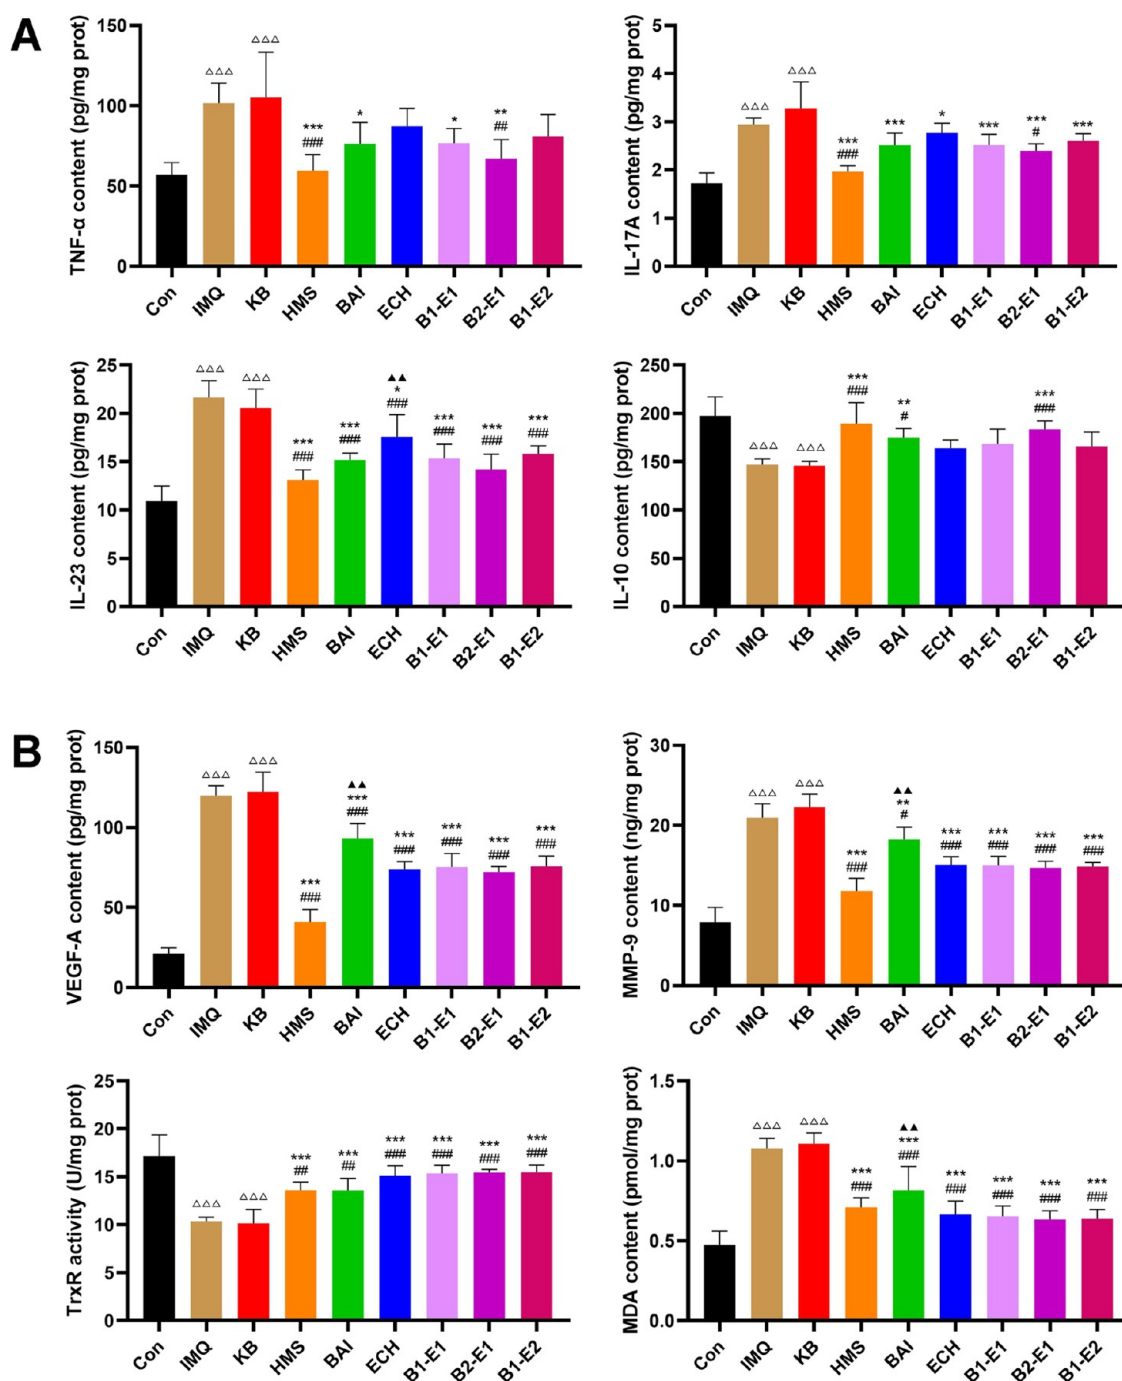 A
TNF-α content (pg/mg prot)
150
100
50
0
△△△
△△△
***
###
*
*
**
##
Con
IMQ
KB
HMS
BAI
ECH
B1-E1
B2-E1
B1-E2
IL-17A content (pg/mg prot)
5
4
3
2
1
0
△△△
△△△
***
###
***
*
***
***
#
***
Con
IMQ
KB
HMS
BAI
ECH
B1-E1
B2-E1
B1-E2
IL-23 content (pg/mg prot)
25
20
15
10
5
0
△△△
△△△
***
###
***
###
▲▲
*
###
***
###
***
###
***
###
Con
IMQ
KB
HMS
BAI
ECH
B1-E1
B2-E1
B1-E2
IL-10 content (pg/mg prot)
250
200
150
100
50
0
△△△
△△△
***
###
**
#
***
###
Con
IMQ
KB
HMS
BAI
ECH
B1-E1
B2-E1
B1-E2
B
VEGF-A content (pg/mg prot)
150
100
50
0
△△△
△△△
***
###
▲▲
***
###
***
###
***
###
***
###
***
###
Con
IMQ
KB
HMS
BAI
ECH
B1-E1
B2-E1
B1-E2
MMP-9 content (ng/mg prot)
30
20
10
0
△△△
△△△
***
###
▲▲
**
#
***
###
***
###
***
###
***
###
Con
IMQ
KB
HMS
BAI
ECH
B1-E1
B2-E1
B1-E2
TrxR activity (U/mg prot)
25
20
15
10
5
0
△△△
△△△
***
##
***
##
***
###
***
###
***
###
***
###
Con
IMQ
KB
HMS
BAI
ECH
B1-E1
B2-E1
B1-E2
MDA content (pmol/mg prot)
1.5
1.0
0.5
0.0
△△△
△△△
***
###
▲▲
***
###
***
###
***
###
***
###
***
###
Con
IMQ
KB
HMS
BAI
ECH
B1-E1
B2-E1
B1-E2